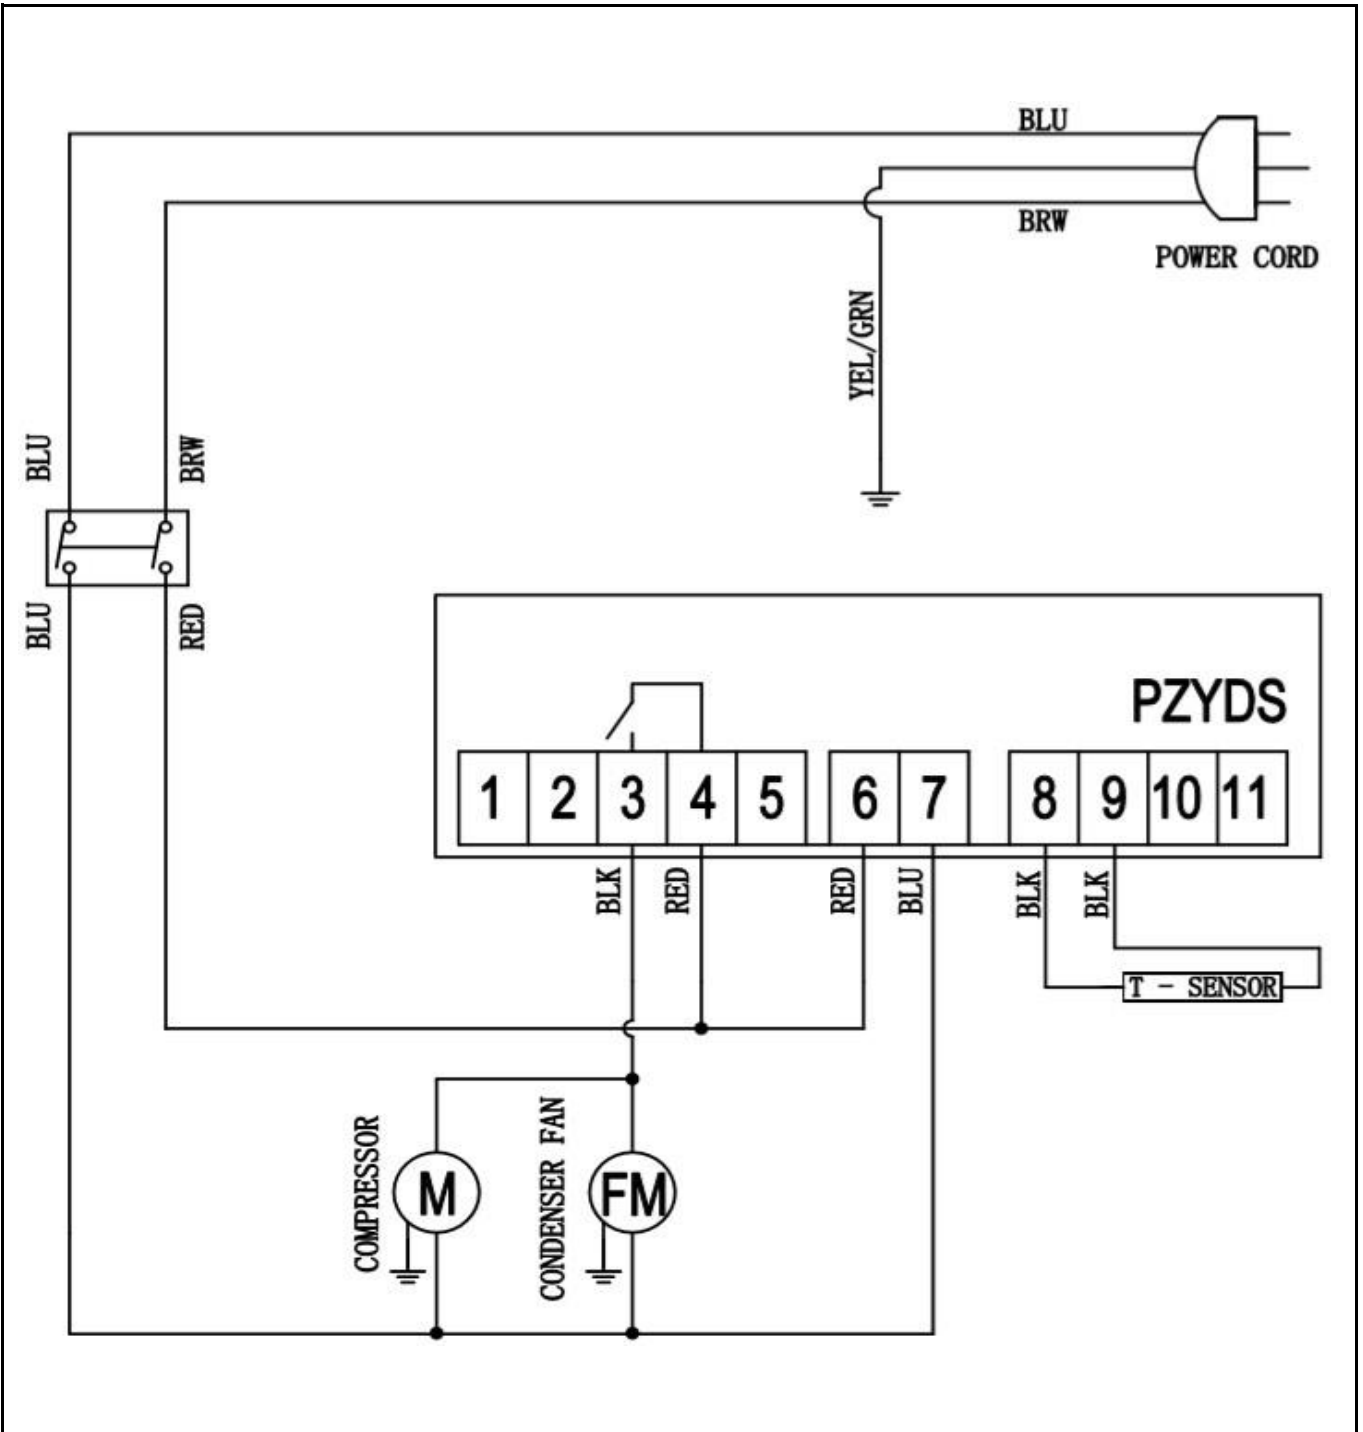 BLU
BRW
POWER CORD
YEL/GRN
BLU
BRW
BLU
RED
PZYDS
1 2 3 4 5 6 7 8 9 10 11
BLK
RED
RED
BLU
BLK
BLK
T - SENSOR
COMPRESSOR
M
CONDENSER FAN
FM